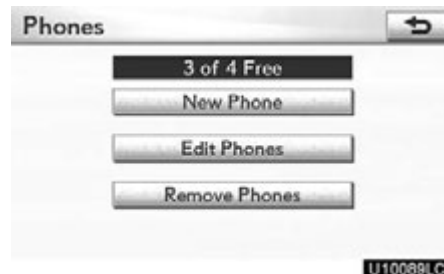 Phones
3 of 4 Free
New Phone
Edit Phones
Remove Phones
U10089LC